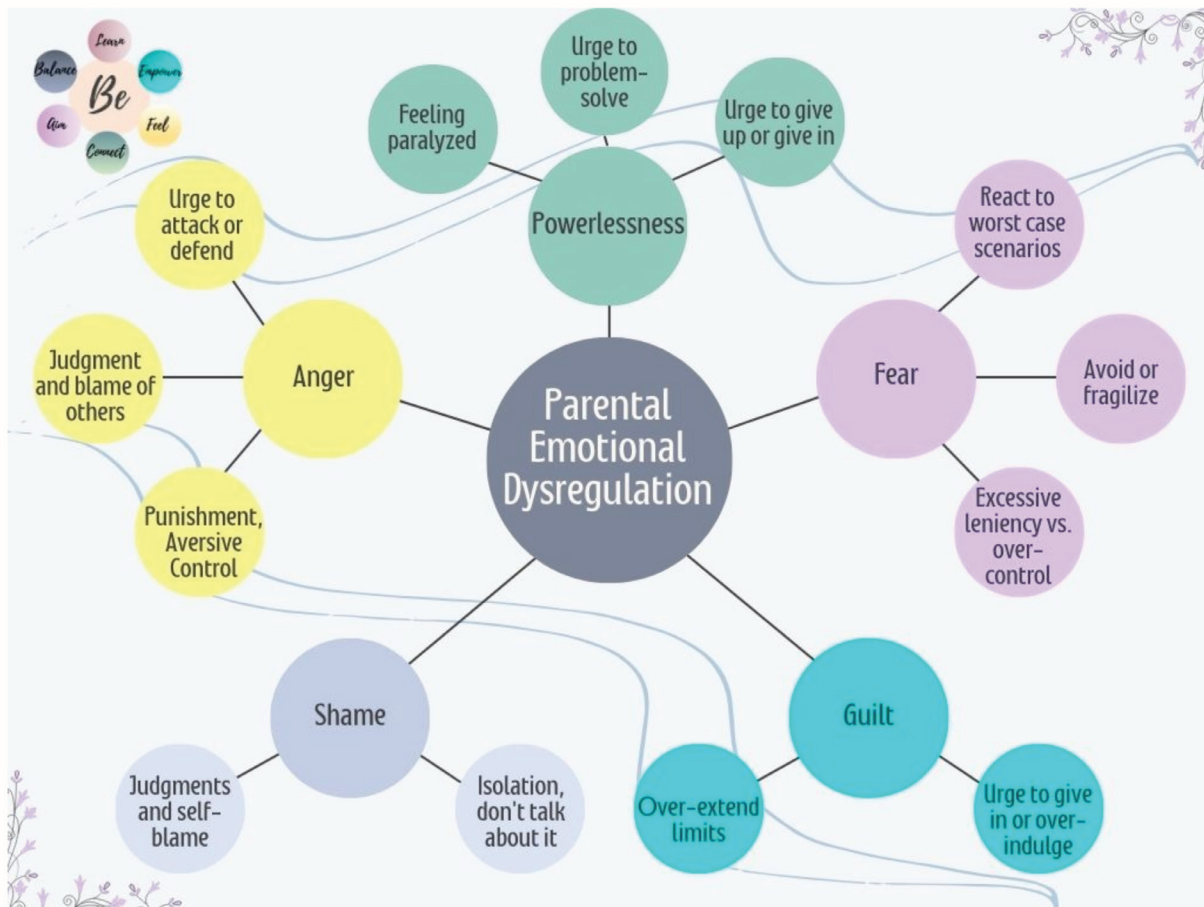 Learn
Balance
Empower
Be
Aim
Feel
Connect
Urge to
problem-
solve
Feeling
paralyzed
Urge to give
up or give in
Powerlessness
Urge to
attack or
defend
Judgment
and blame of
others
Punishment,
Aversive
Control
Anger
Parental
Emotional
Dysregulation
React to
worst case
scenarios
Fear
Avoid or
fragilize
Excessive
leniency vs.
over-
control
Shame
Judgments
and self-
blame
Isolation,
don't talk
about it
Guilt
Over-extend
limits
Urge to give
in or over-
indulge